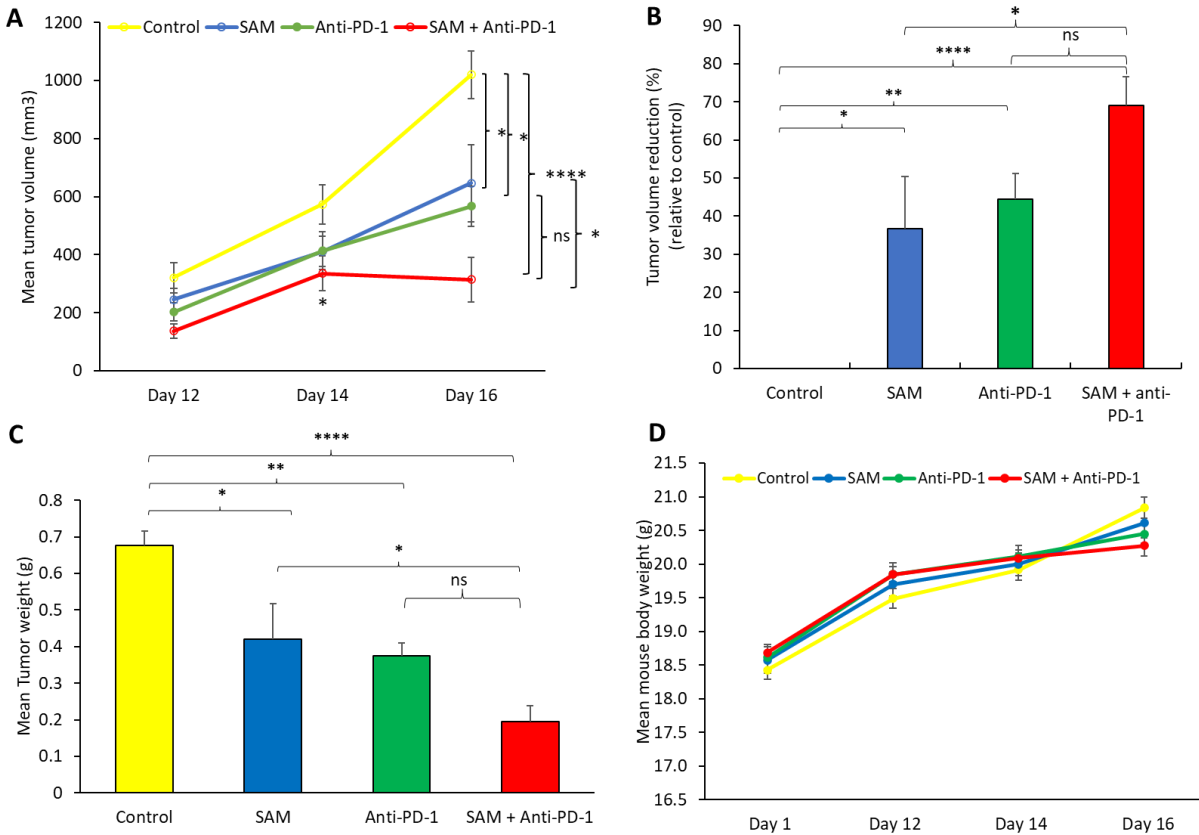 A
Control SAM Anti-PD-1 SAM + Anti-PD-1
Mean tumor volume (mm3)
1200
1000
800
600
400
200
0
*
*
*
****
ns
*
*
Day 12 Day 14 Day 16
B
Tumor volume reduction (%)
(relative to control)
90
80
70
60
50
40
30
20
10
0
*
ns
****
**
*
Control SAM Anti-PD-1 SAM + anti-
PD-1
C
****
**
*
*
ns
Mean Tumor weight (g)
0.8
0.7
0.6
0.5
0.4
0.3
0.2
0.1
0
Control SAM Anti-PD-1 SAM + Anti-PD-1
D
Control SAM Anti-PD-1 SAM + Anti-PD-1
Mean mouse body weight (g)
21.5
21.0
20.5
20.0
19.5
19.0
18.5
18.0
17.5
17.0
16.5
Day 1 Day 12 Day 14 Day 16